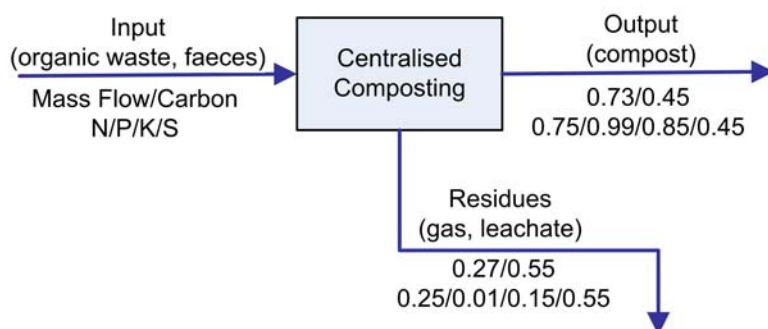 Input
(organic waste, faeces)
Mass Flow/Carbon
N/P/K/S
Centralised
Composting
Output
(compost)
0.73/0.45
0.75/0.99/0.85/0.45
Residues
(gas, leachate)
0.27/0.55
0.25/0.01/0.15/0.55